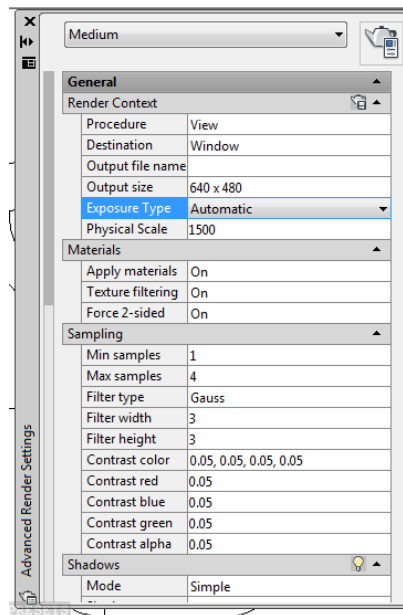 Medium
General
Render Context
Procedure View
Destination Window
Output file name
Output size 640 x 480
Exposure Type Automatic
Physical Scale 1500
Materials
Apply materials On
Texture filtering On
Force 2-sided On
Sampling
Min samples 1
Max samples 4
Filter type Gauss
Filter width 3
Filter height 3
Contrast color 0.05, 0.05, 0.05, 0.05
Contrast red 0.05
Contrast blue 0.05
Contrast green 0.05
Contrast alpha 0.05
Shadows
Mode Simple
Advanced Render Settings